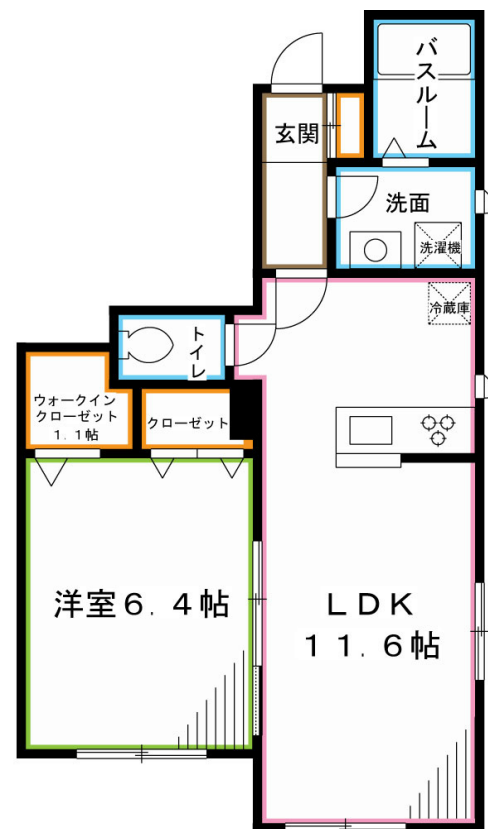 バスルーム
玄関
洗面
洗濯機
冷蔵庫
トイレ
ウォークイン
クローゼット
1.1帖
クローゼット
洋室6.4帖
LDK
11.6帖